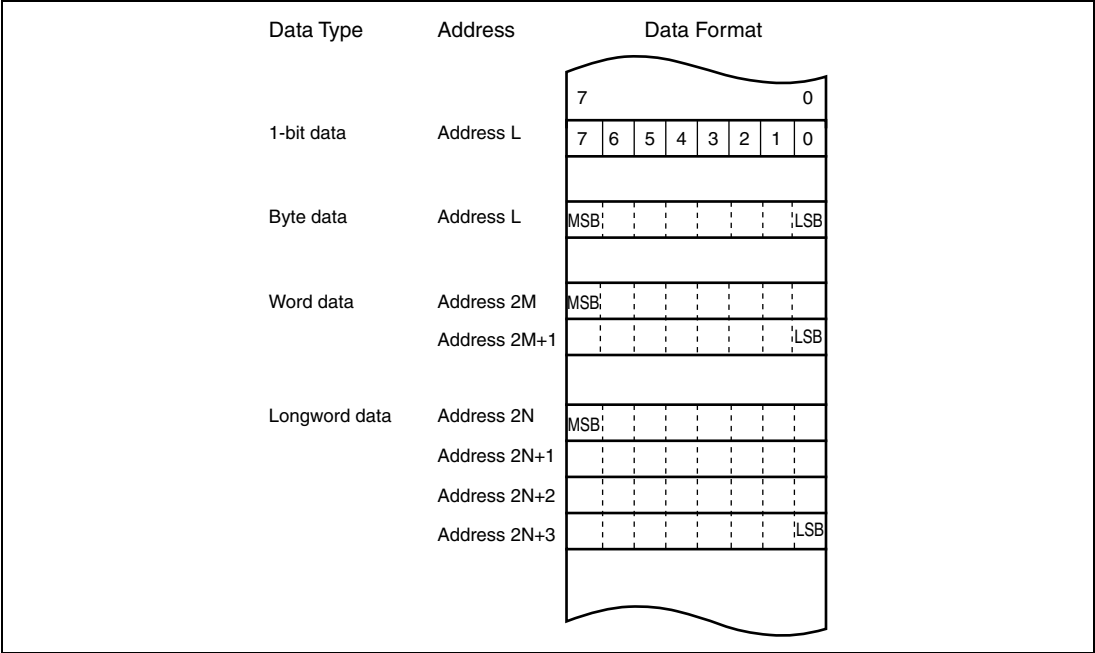 Data Type Address Data Format
7 0
1-bit data Address L 7 6 5 4 3 2 1 0
Byte data Address L MSB LSB
Word data Address 2M MSB
Address 2M+1 LSB
Longword data Address 2N MSB
Address 2N+1
Address 2N+2
Address 2N+3 LSB